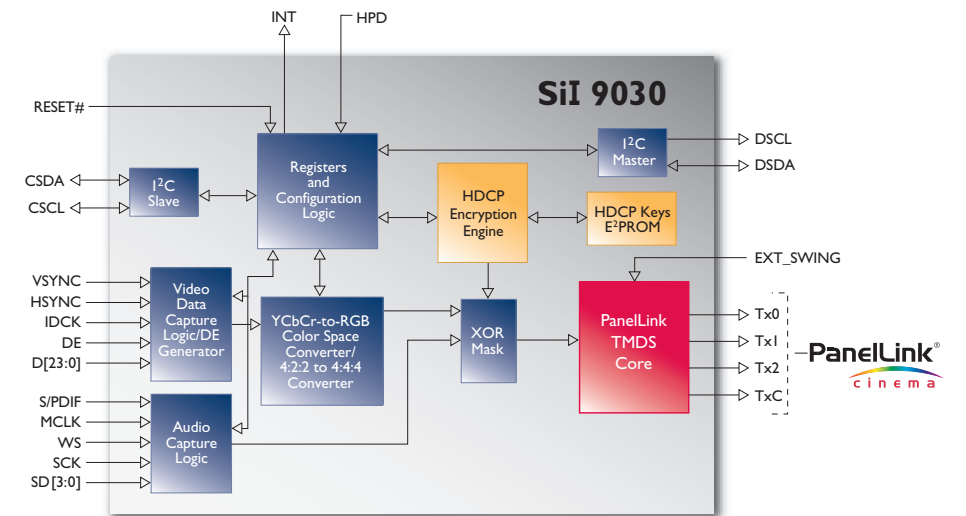 INT
HPD
SiI 9030
RESET#
Registers
and
Configuration
Logic
I²C
Master
DSCL
DSDA
CSDA
CSCL
I²C
Slave
HDCP
Encryption
Engine
HDCP Keys
E²PROM
EXT_SWING
VSYNC
HSYNC
IDCK
DE
D[23:0]
Video
Data
Capture
Logic/DE
Generator
YCbCr-to-RGB
Color Space
Converter/
4:2:2 to 4:4:4
Converter
XOR
Mask
PanelLink
TMDS
Core
Tx0
Tx1
Tx2
TxC
PanelLink®
cinema
S/PDIF
MCLK
WS
SCK
SD[3:0]
Audio
Capture
Logic